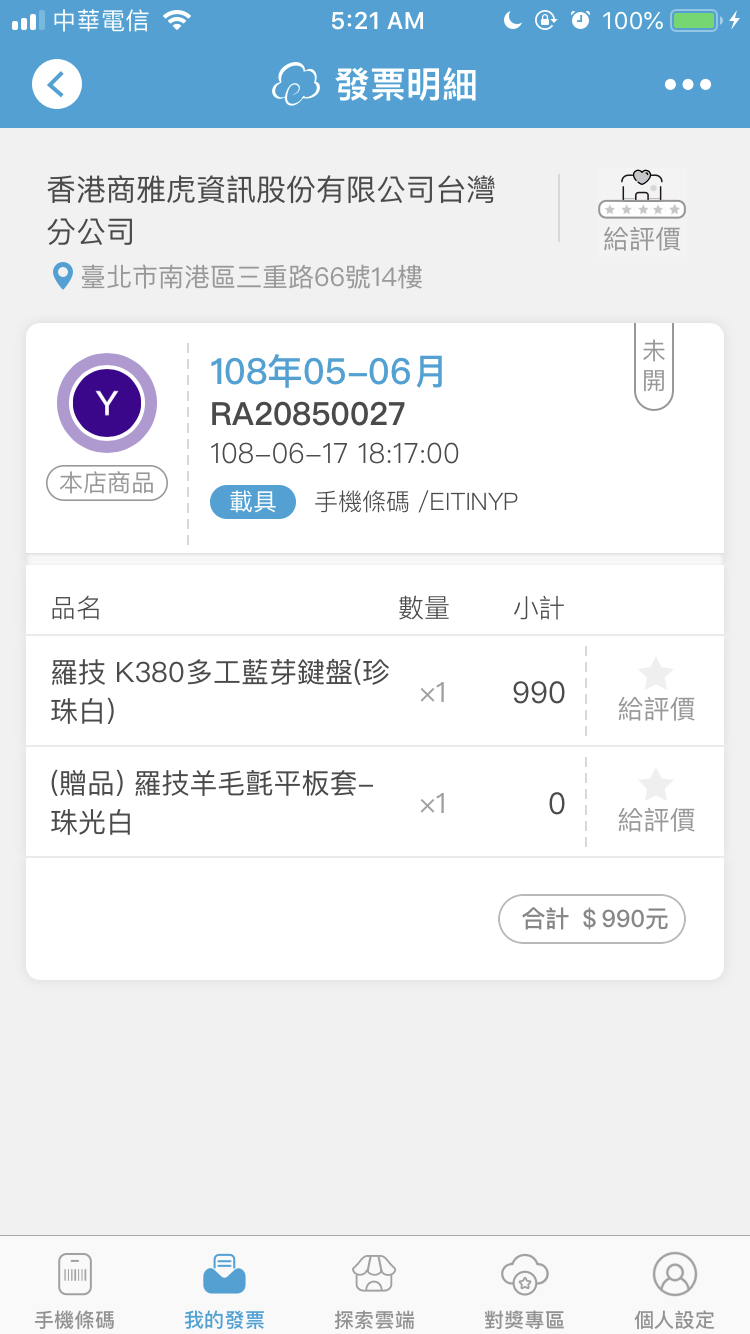 中華電信 5:21 AM 100%
發票明細
香港商雅虎資訊股份有限公司台灣
分公司
給評價
臺北市南港區三重路66號14樓
未
開
Y
本店商品
108年05-06月
RA20850027
108-06-17 18:17:00
載具 手機條碼 /EITINYP
品名 數量 小計
羅技 K380多工藍芽鍵盤(珍
珠白)
×1 990 給評價
(贈品) 羅技羊毛氈平板套-
珠光白
×1 0 給評價
合計 $990元
手機條碼 我的發票 探索雲端 對獎專區 個人設定